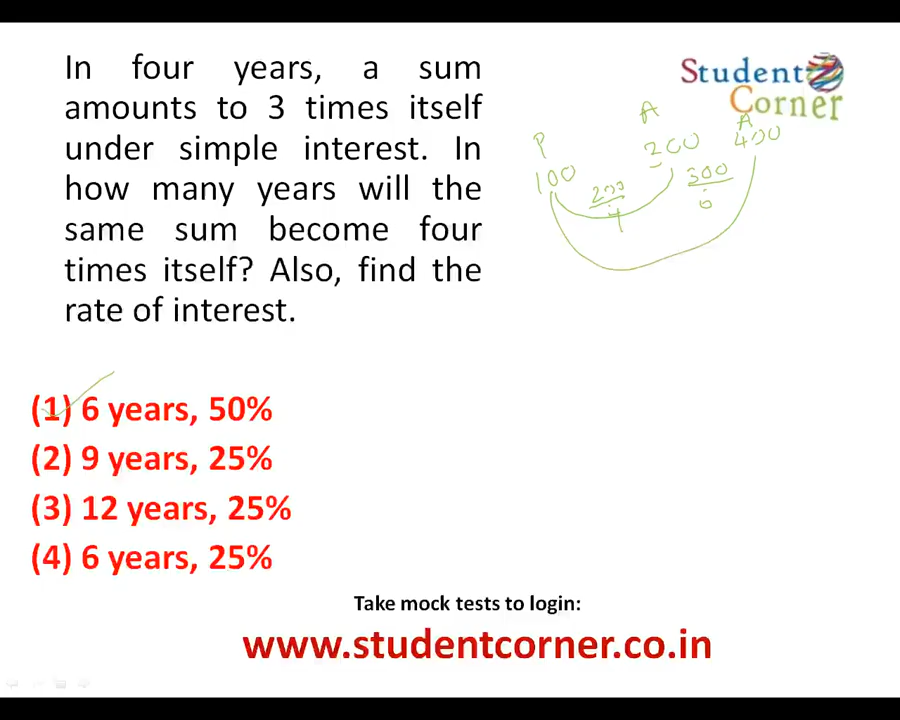 In four years, a sum
amounts to 3 times itself
under simple interest. In
how many years will the
same sum become four
times itself? Also, find the
rate of interest.
Student
Corner
P
A
A
100
200
400
200
4
300
6
(1) 6 years, 50%
(2) 9 years, 25%
(3) 12 years, 25%
(4) 6 years, 25%
Take mock tests to login:
www.studentcorner.co.in